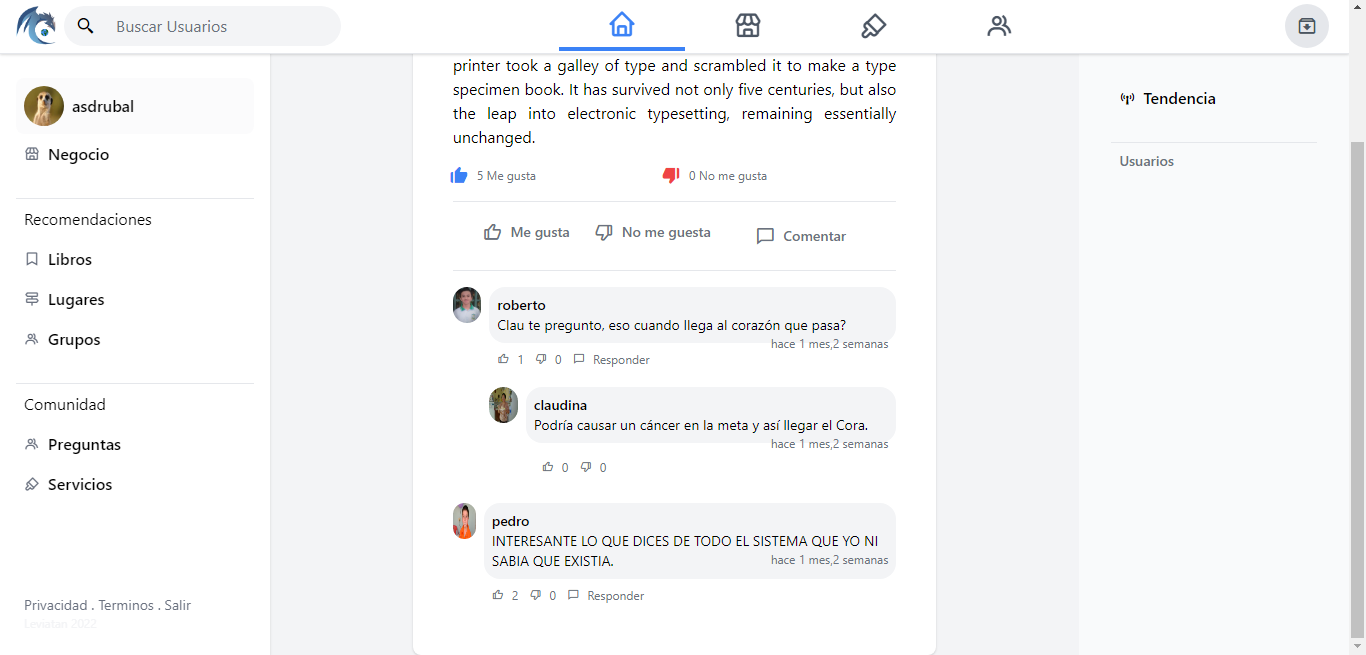 Buscar Usuarios
asdrubal
Negocio
Recomendaciones
Libros
Lugares
Grupos
Comunidad
Preguntas
Servicios
Privacidad . Terminos . Salir
Leviatan 2022
printer took a galley of type and scrambled it to make a type
specimen book. It has survived not only five centuries, but also
the leap into electronic typesetting, remaining essentially
unchanged.
5 Me gusta
0 No me gusta
Me gusta
No me guesta
Comentar
roberto
Clau te pregunto, eso cuando llega al corazón que pasa?
hace 1 mes,2 semanas
1 0 Responder
claudina
Podría causar un cáncer en la meta y así llegar el Cora.
hace 1 mes,2 semanas
0 0
pedro
INTERESANTE LO QUE DICES DE TODO EL SISTEMA QUE YO NI
SABIA QUE EXISTIA.
hace 1 mes,2 semanas
2 0 Responder
Tendencia
Usuarios